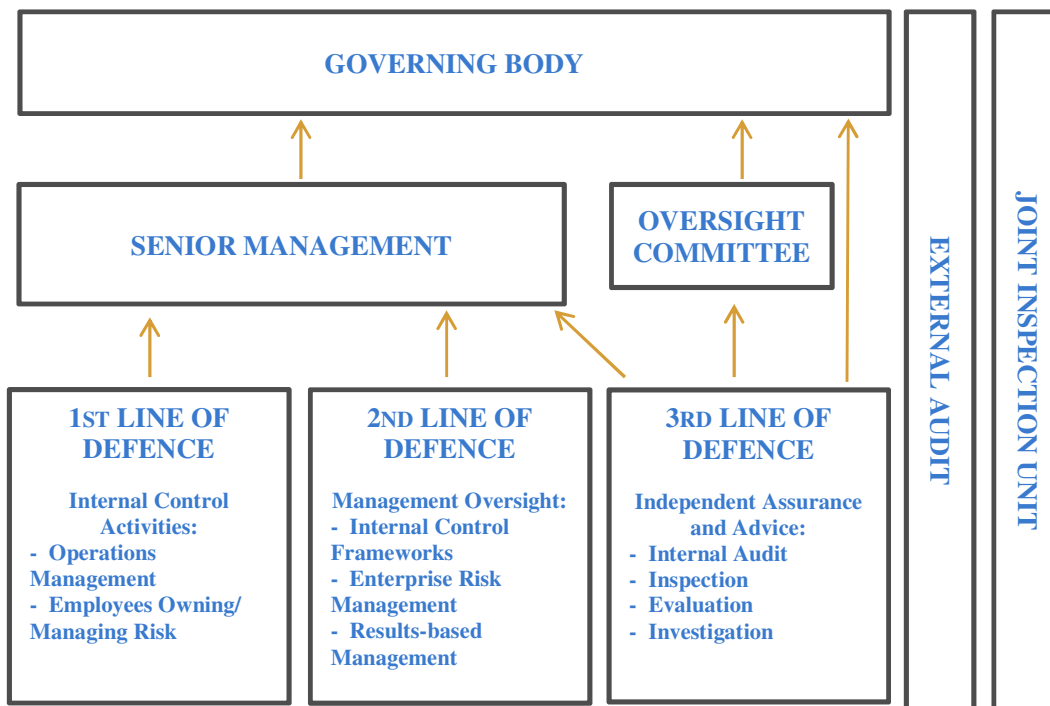 GOVERNING BODY
SENIOR MANAGEMENT
OVERSIGHT
COMMITTEE
1ST LINE OF
DEFENCE
Internal Control
Activities:
- Operations
Management
- Employees Owning/
Managing Risk
2ND LINE OF
DEFENCE
Management Oversight:
- Internal Control
Frameworks
- Enterprise Risk
Management
- Results-based
Management
3RD LINE OF
DEFENCE
Independent Assurance
and Advice:
- Internal Audit
- Inspection
- Evaluation
- Investigation
EXTERNAL AUDIT
JOINT INSPECTION UNIT